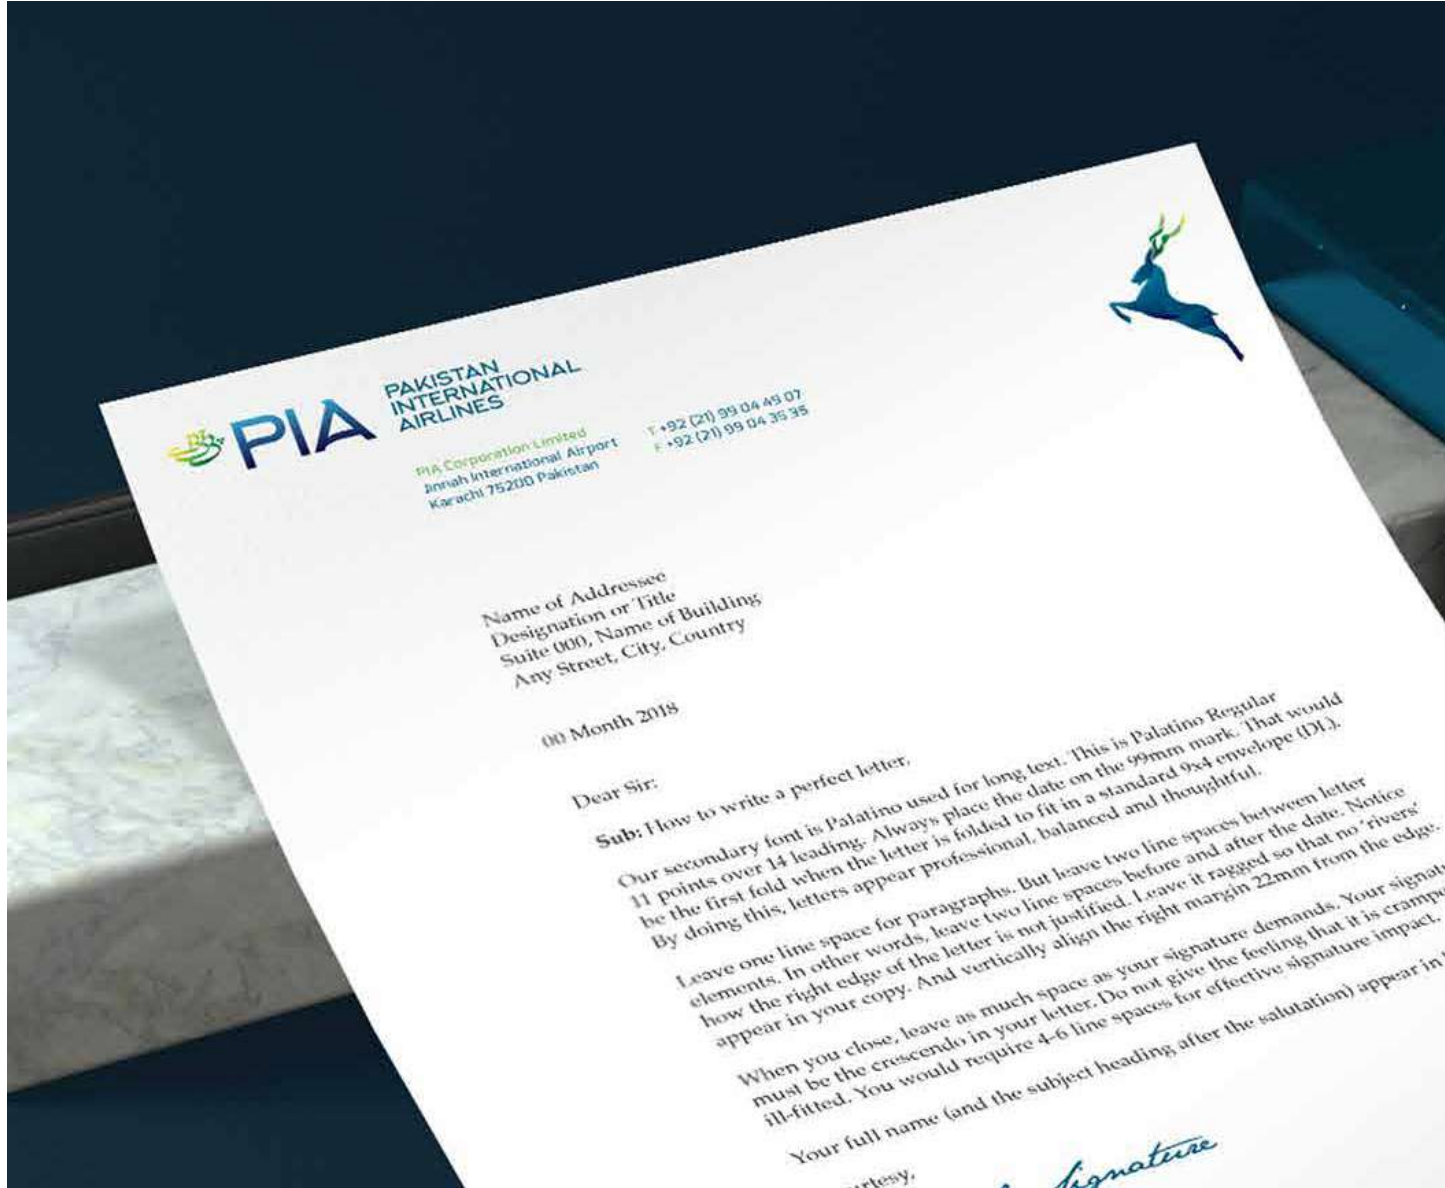 PIA
PAKISTAN
INTERNATIONAL
AIRLINES
PIA Corporation Limited
Jinnah International Airport
Karachi 75200 Pakistan
T +92 (21) 99 04 49 07
F +92 (21) 99 04 35 35
Name of Addressee
Designation or Title
Suite 000, Name of Building
Any Street, City, Country
00 Month 2018
Dear Sir:
Sub: How to write a perfect letter.
Our secondary font is Palatino used for long text. This is Palatino Regular
11 points over 14 leading. Always place the date on the 99mm mark. That would
be the first fold when the letter is folded to fit in a standard 9x4 envelope (DL).
By doing this, letters appear professional, balanced and thoughtful.
Leave one line space for paragraphs. But leave two line spaces between letter
elements. In other words, leave two line spaces before and after the date. Notice
how the right edge of the letter is not justified. Leave it ragged so that no 'rivers'
appear in your copy. And vertically align the right margin 22mm from the edge.
When you close, leave as much space as your signature demands. Your signat
must be the crescendo in your letter. Do not give the feeling that it is crampe
ill-fitted. You would require 4-6 line spaces for effective signature impact.
Your full name (and the subject heading after the salutation) appear in
rtesy,
Signature